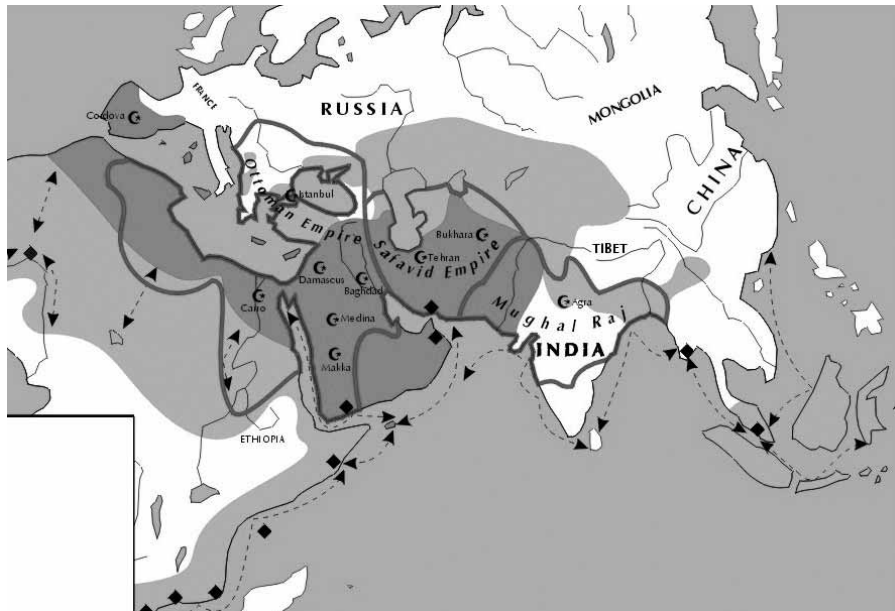 RUSSIA
FRANCE
MONGOLIA
Cordova
CHINA
Ottoman Empire
Istanbul
Safavid Empire
Bukhara
Tehran
TIBET
Damascus
Baghdad
Mughal Raj
Agra
Cairo
Medina
INDIA
Makka
ETHIOPIA